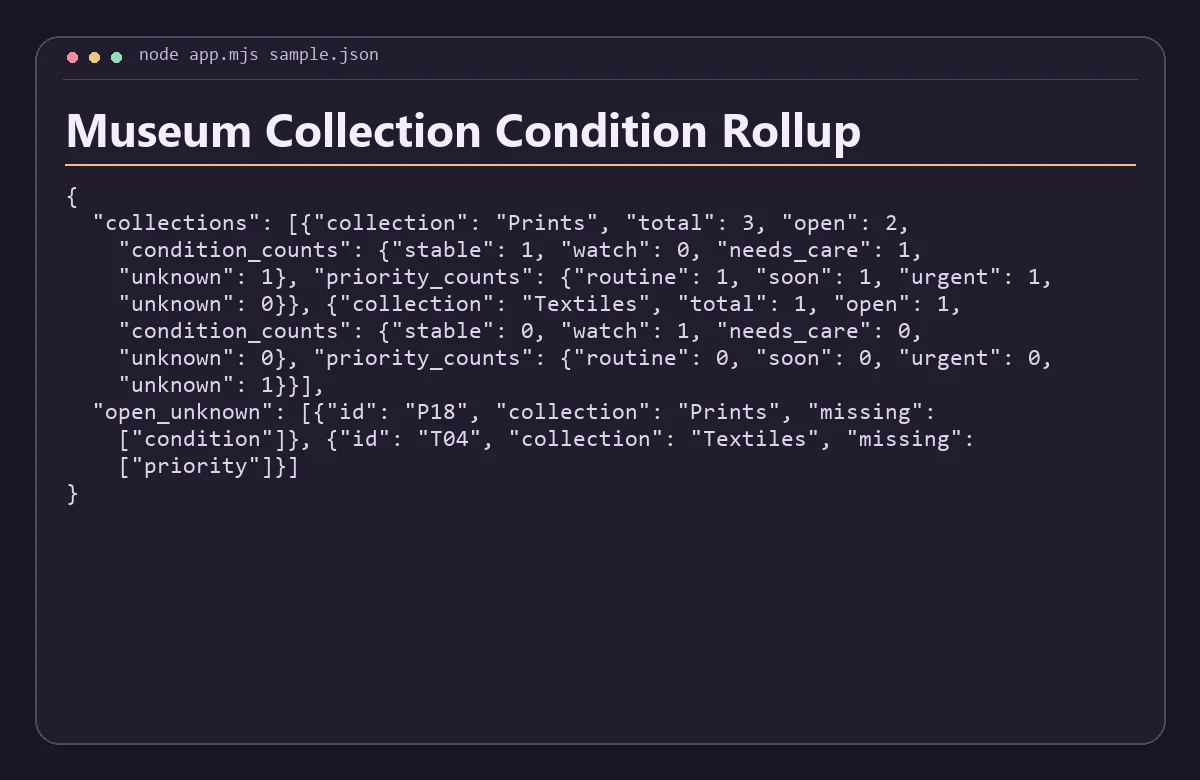 node app.mjs sample.json
Museum Collection Condition Rollup
{
  "collections": [{"collection": "Prints", "total": 3, "open": 2,
    "condition_counts": {"stable": 1, "watch": 0, "needs_care": 1,
    "unknown": 1}, "priority_counts": {"routine": 1, "soon": 1, "urgent": 1,
    "unknown": 0}}, {"collection": "Textiles", "total": 1, "open": 1,
    "condition_counts": {"stable": 0, "watch": 1, "needs_care": 0,
    "unknown": 0}, "priority_counts": {"routine": 0, "soon": 0, "urgent": 0,
    "unknown": 1}}],
  "open_unknown": [{"id": "P18", "collection": "Prints", "missing":
    ["condition"]}, {"id": "T04", "collection": "Textiles", "missing":
    ["priority"]}]
}